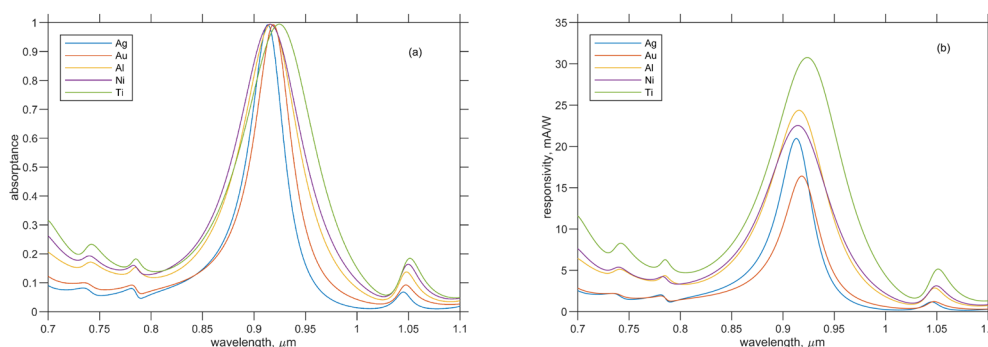 1
0.9
0.8
0.7
0.6
0.5
0.4
0.3
0.2
0.1
0
absorptance
Ag
Au
Al
Ni
Ti
(a)
0.7 0.75 0.8 0.85 0.9 0.95 1 1.05 1.1
wavelength, μm
35
30
25
20
15
10
5
0
responsivity, mA/W
Ag
Au
Al
Ni
Ti
(b)
0.7 0.75 0.8 0.85 0.9 0.95 1 1.05 1.1
wavelength, μm